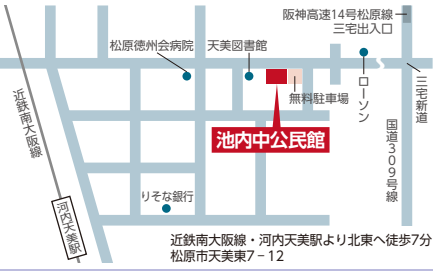 阪神高速14号松原線
三宅出入口
松原徳州会病院
天美図書館
無料駐車場
ローソン
三宅新道
国道309号線
近鉄南大阪線
池内中公民館
りそな銀行
河内天美駅
近鉄南大阪線・河内天美駅より北東へ徒歩7分
松原市天美東7－12